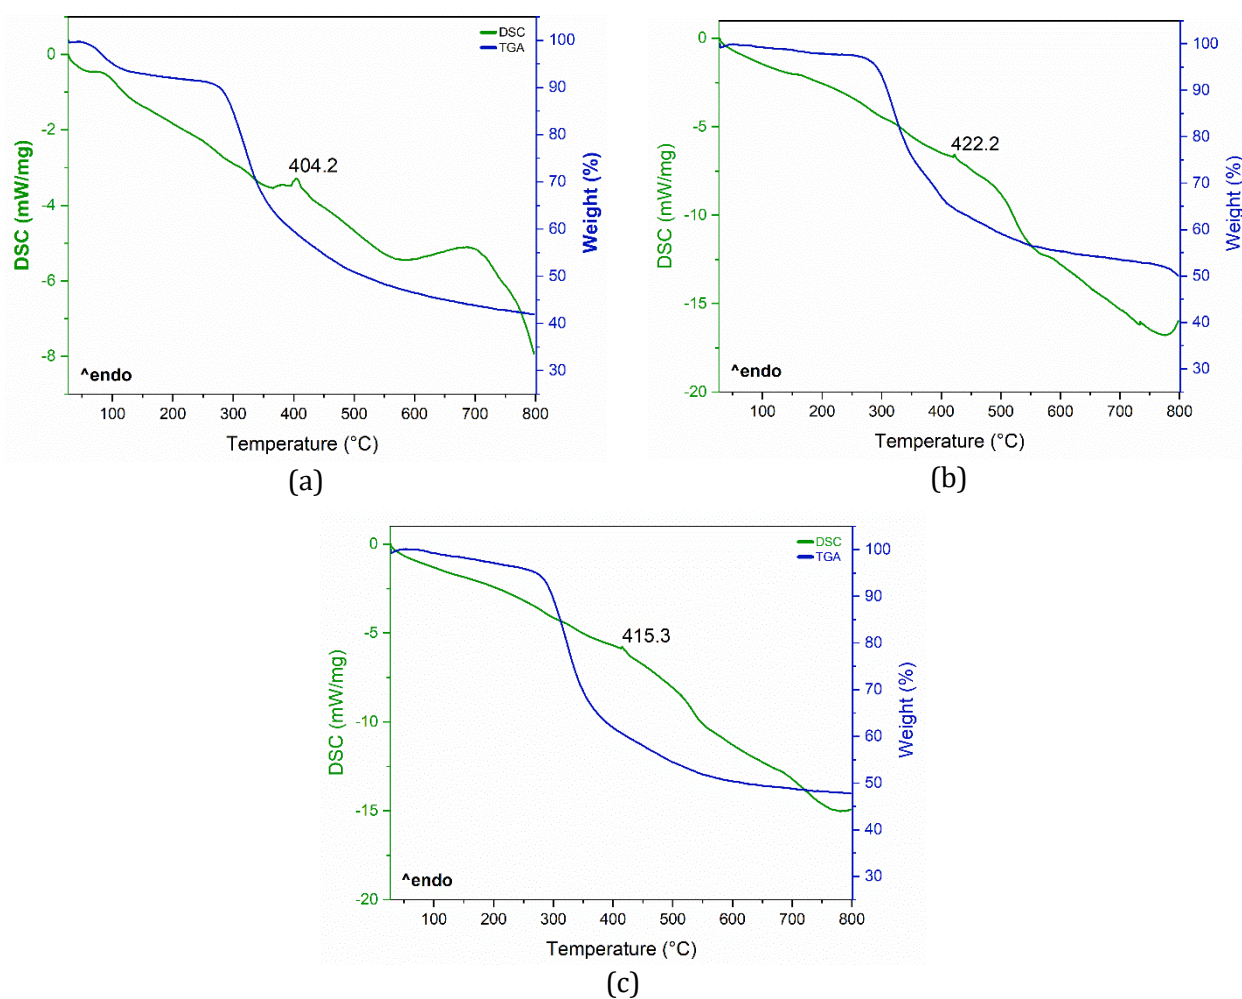 DSC
TGA
404.2
0
-2
-4
-6
-8
DSC (mW/mg)
100
90
80
70
60
50
40
30
Weight (%)
^endo
100 200 300 400 500 600 700 800
Temperature (°C)
(a)
422.2
0
-5
-10
-15
-20
DSC (mW/mg)
100
90
80
70
60
50
40
30
Weight (%)
^endo
100 200 300 400 500 600 700 800
Temperature (°C)
(b)
DSC
TGA
415.3
0
-5
-10
-15
-20
DSC (mW/mg)
100
90
80
70
60
50
40
30
Weight (%)
^endo
100 200 300 400 500 600 700 800
Temperature (°C)
(c)